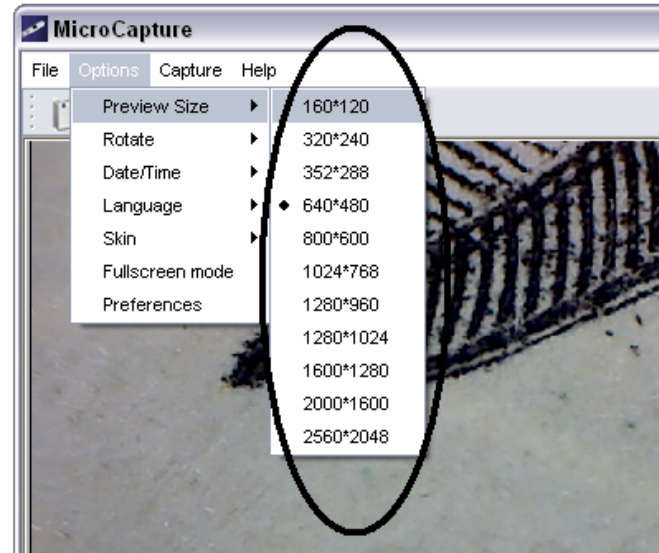 MicroCapture
File Options Capture Help
Preview Size
Rotate
Date/Time
Language
Skin
Fullscreen mode
Preferences
160*120
320*240
352*288
640*480
800*600
1024*768
1280*960
1280*1024
1600*1280
2000*1600
2560*2048